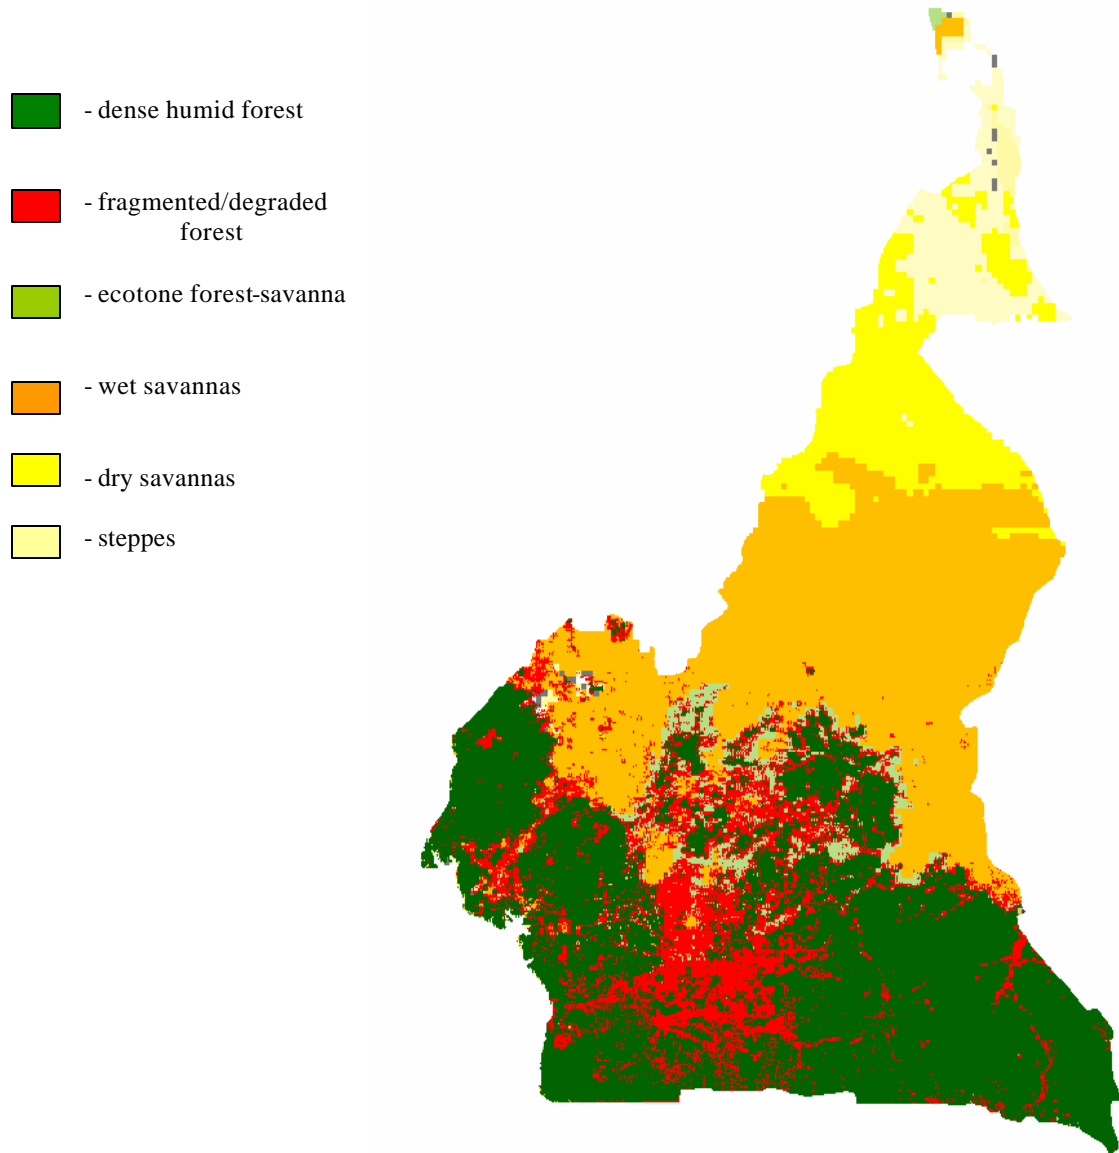 - dense humid forest
- fragmented/degraded
forest
- ecotone forest-savanna
- wet savannas
- dry savannas
- steppes